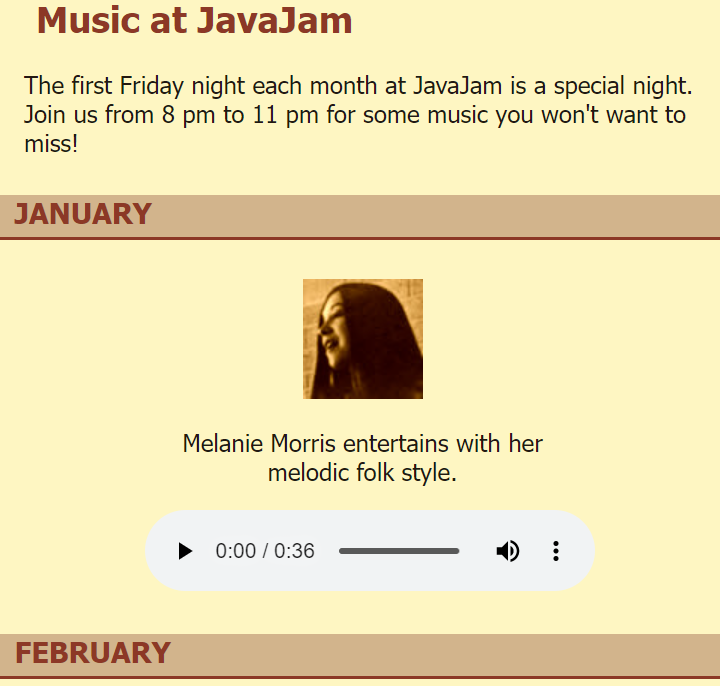 Music at JavaJam
The first Friday night each month at JavaJam is a special night.
Join us from 8 pm to 11 pm for some music you won't want to
miss!
JANUARY
Melanie Morris entertains with her
melodic folk style.
0:00 / 0:36
FEBRUARY